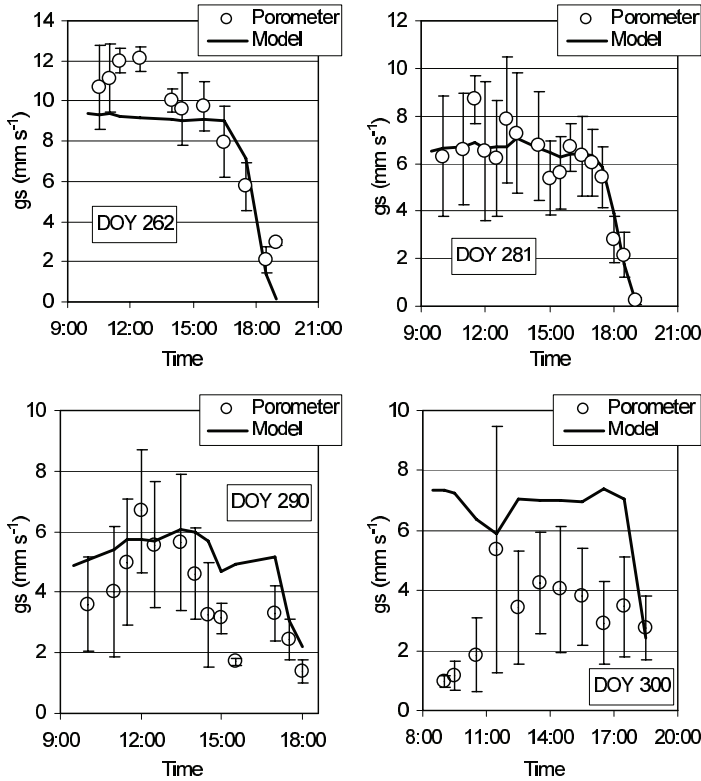 Porometer
Model
gs (mm s⁻¹)
14
12
10
8
6
4
2
0
DOY 262
9:00 12:00 15:00 18:00 21:00
Time
Porometer
Model
gs (mm s⁻¹)
12
10
8
6
4
2
0
DOY 281
9:00 12:00 15:00 18:00 21:00
Time
Porometer
Model
gs (mm s⁻¹)
10
8
6
4
2
0
DOY 290
9:00 12:00 15:00 18:00
Time
Porometer
Model
gs (mm s⁻¹)
10
8
6
4
2
0
DOY 300
8:00 11:00 14:00 17:00 20:00
Time